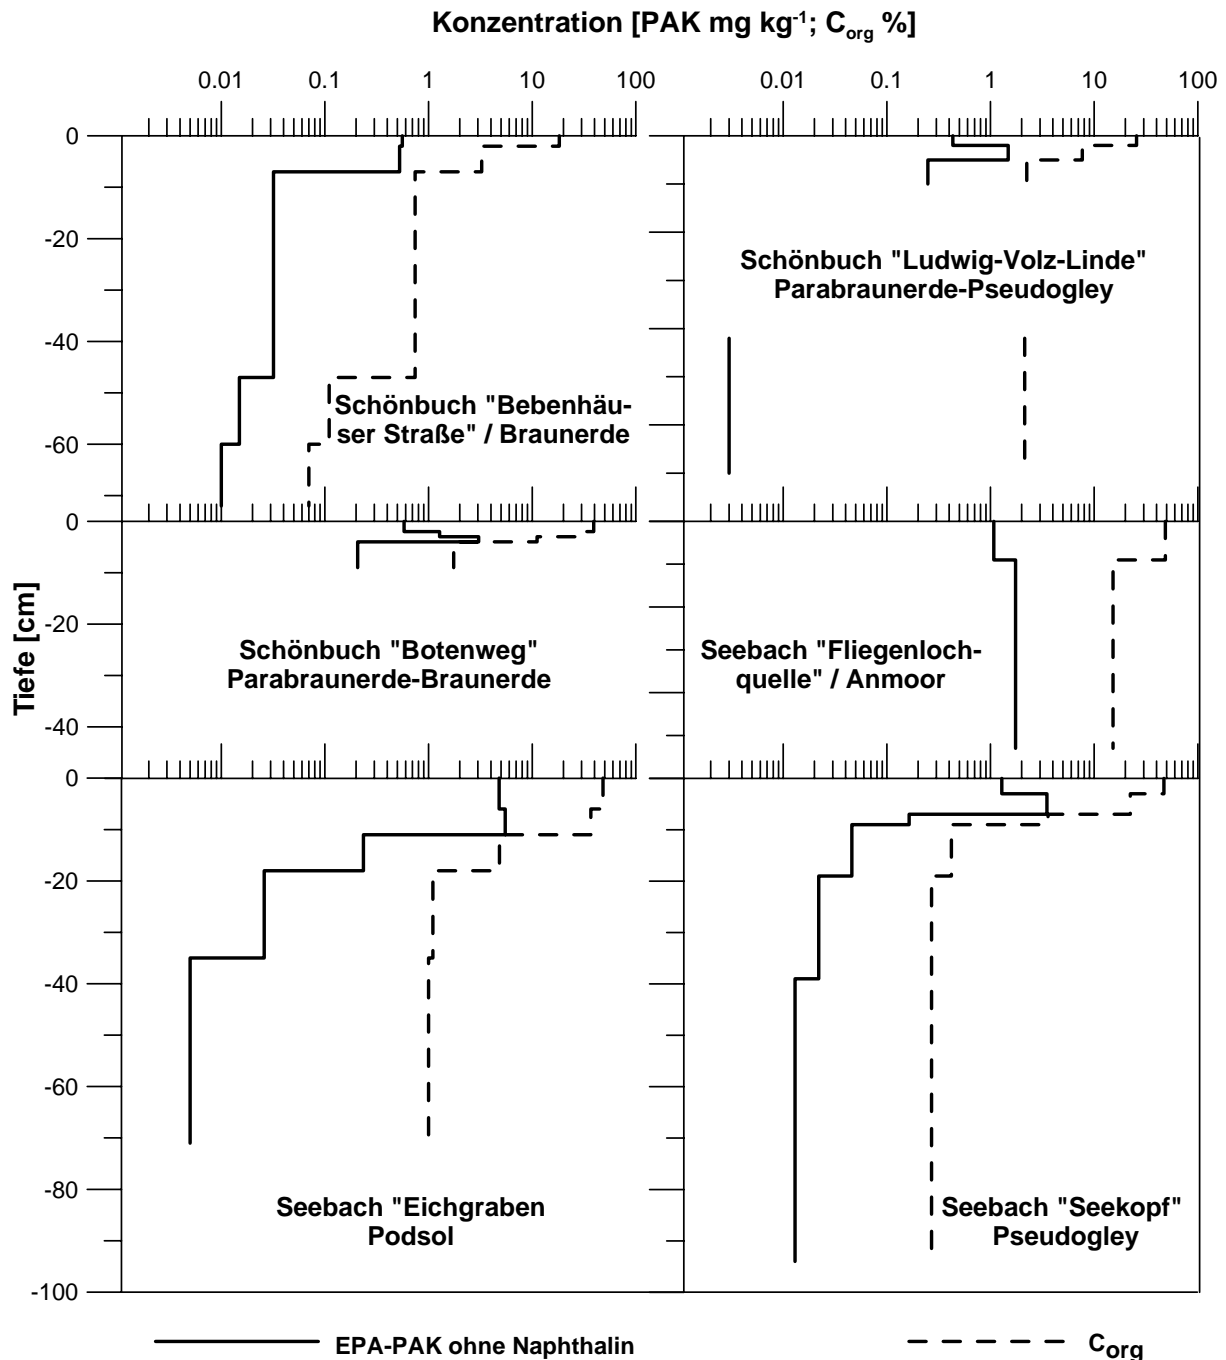 Konzentration [PAK mg kg-1; Corg %]
0.01 0.1 1 10 100
0.01 0.1 1 10 100
0
-20
-40
-60
Schönbuch "Bebenhäu-
ser Straße" / Braunerde
Schönbuch "Ludwig-Volz-Linde"
Parabraunerde-Pseudogley
Tiefe [cm]
0
-20
-40
Schönbuch "Botenweg"
Parabraunerde-Braunerde
Seebach "Fliegenloch-
quelle" / Anmoor
0
-20
-40
-60
-80
-100
Seebach "Eichgraben
Podsol
Seebach "Seekopf"
Pseudogley
EPA-PAK ohne Naphthalin
Corg